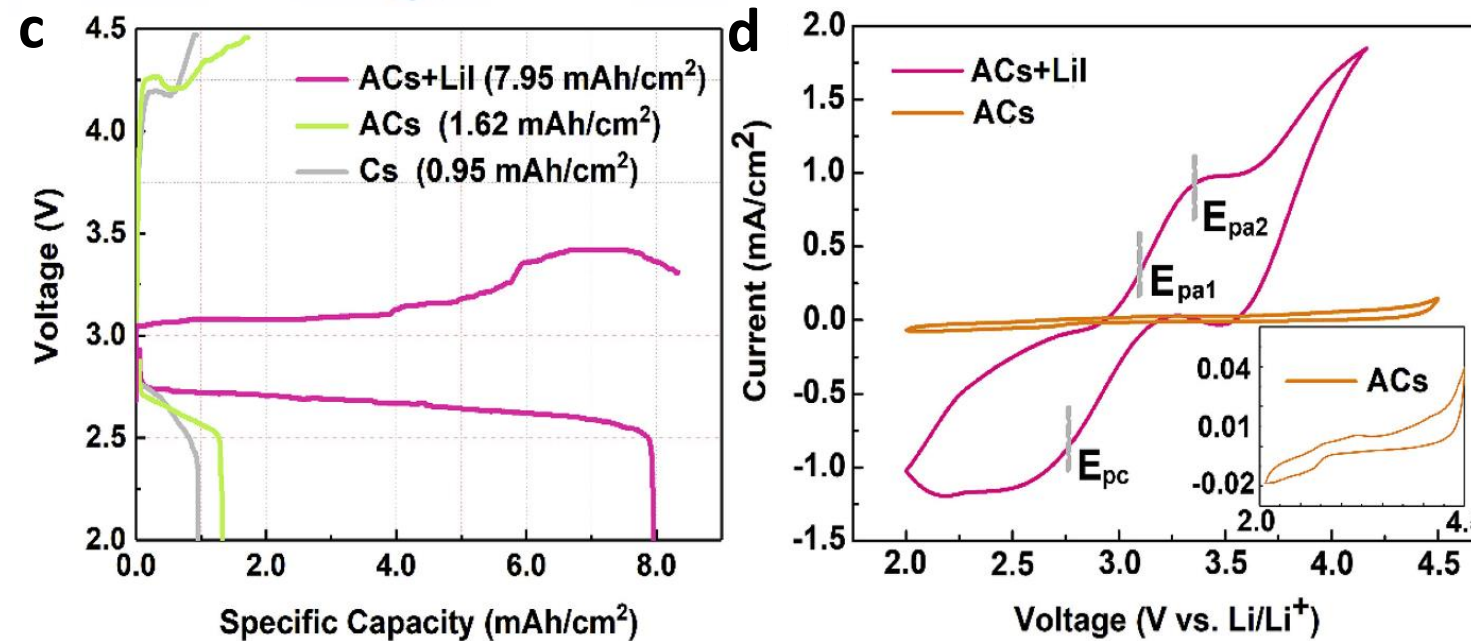 c
4.5
4.0
3.5
3.0
2.5
2.0
Voltage (V)
ACs+LiI (7.95 mAh/cm²)
ACs (1.62 mAh/cm²)
Cs (0.95 mAh/cm²)
0.0 2.0 4.0 6.0 8.0
Specific Capacity (mAh/cm²)
d
2.0
1.5
1.0
0.5
0.0
-0.5
-1.0
-1.5
Current (mA/cm²)
ACs+LiI
ACs
Epa2
Epa1
Epc
0.04
0.01
-0.02
ACs
2.0 4.5
2.0 2.5 3.0 3.5 4.0 4.5
Voltage (V vs. Li/Li⁺)